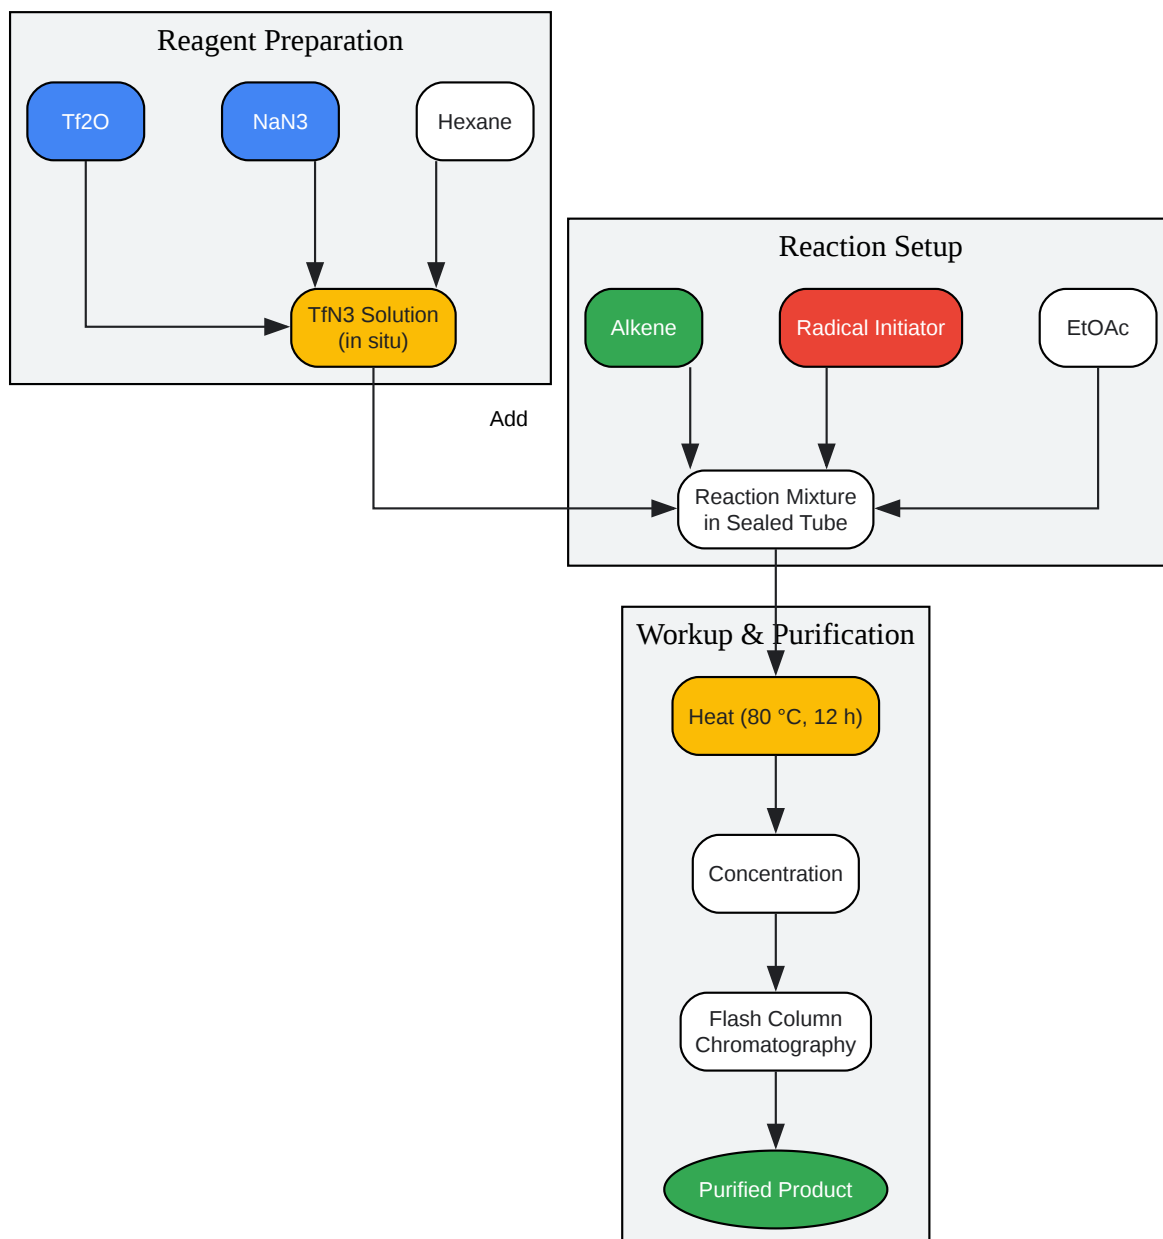 Reagent Preparation
Tf2O
NaN3
Hexane
TfN3 Solution
(in situ)
Add
Reaction Setup
Alkene
Radical Initiator
EtOAc
Reaction Mixture
in Sealed Tube
Workup & Purification
Heat (80 °C, 12 h)
Concentration
Flash Column
Chromatography
Purified Product